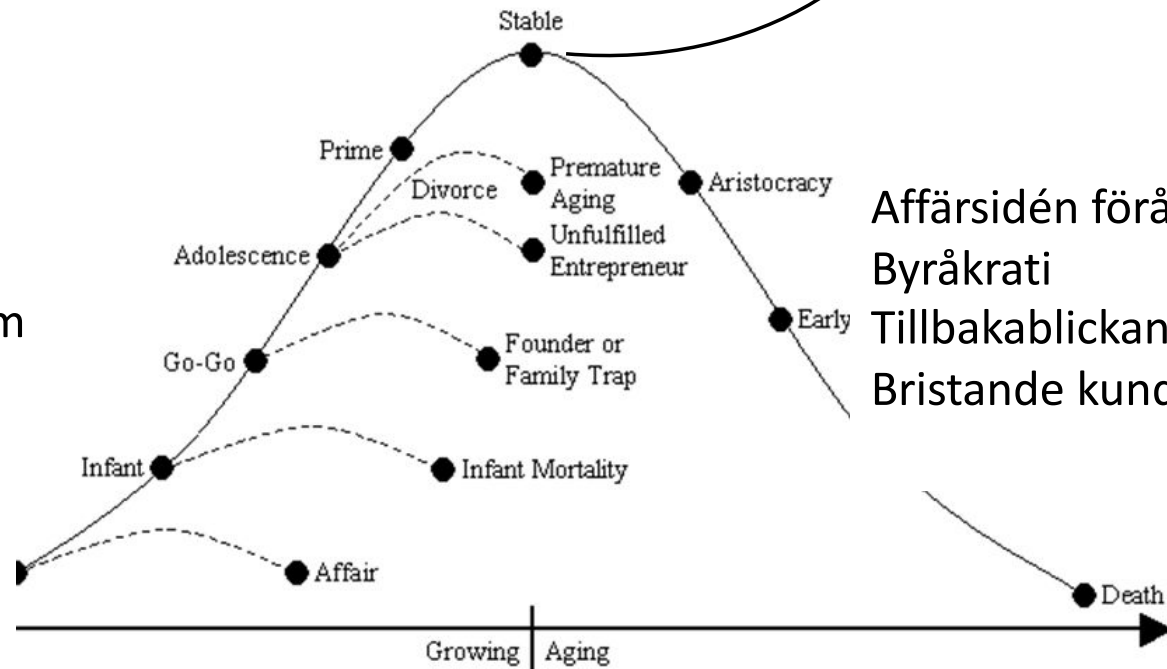 Stable
Prime
Premature
Aging
Divorce
Aristocracy
Adolescence
Unfulfilled
Entrepreneur
Affärsidén förå
Byråkrati
Tillbakablickan
Bristande kund
m
Early
Go-Go
Founder or
Family Trap
Infant
Infant Mortality
Affair
Death
Growing
Aging